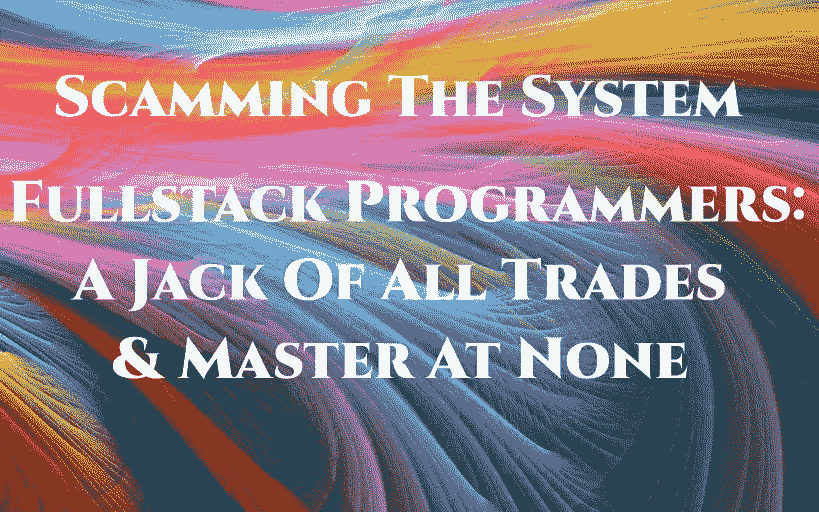 Scamming The System
Fullstack Programmers:
A Jack Of All Trades
& Master At None